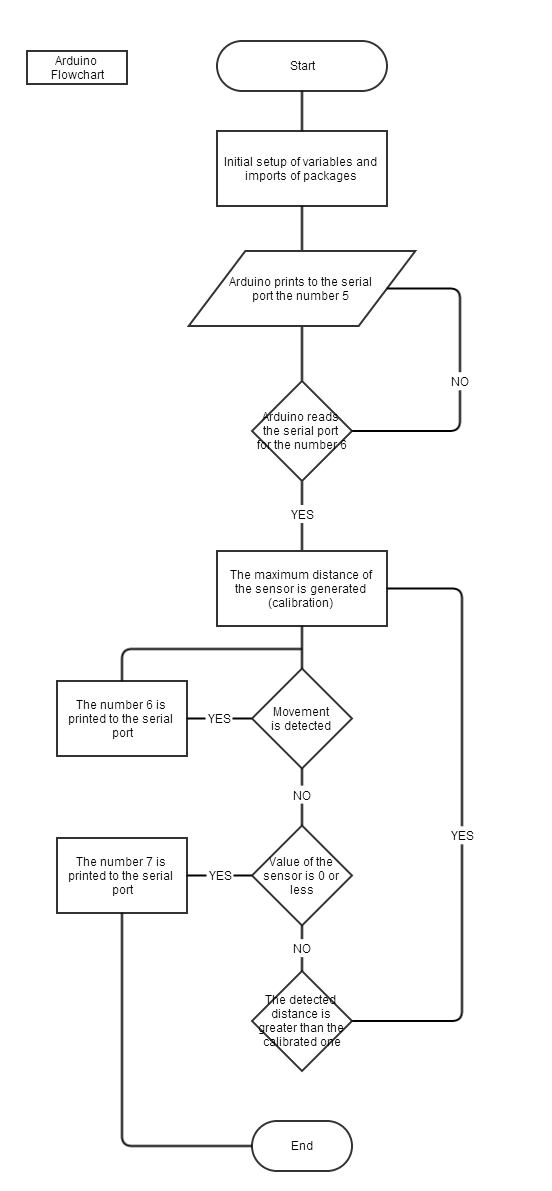 Arduino
Flowchart
Start
Initial setup of variables and
imports of packages
Arduino prints to the serial
port the number 5
NO
Arduino reads
the serial port
for the number 6
YES
The maximum distance of
the sensor is generated
(calibration)
The number 6 is
printed to the serial
port
YES
Movement
is detected
NO
YES
The number 7 is
printed to the serial
port
YES
Value of the
sensor is 0 or
less
NO
The detected
distance is
greater than the
calibrated one
End